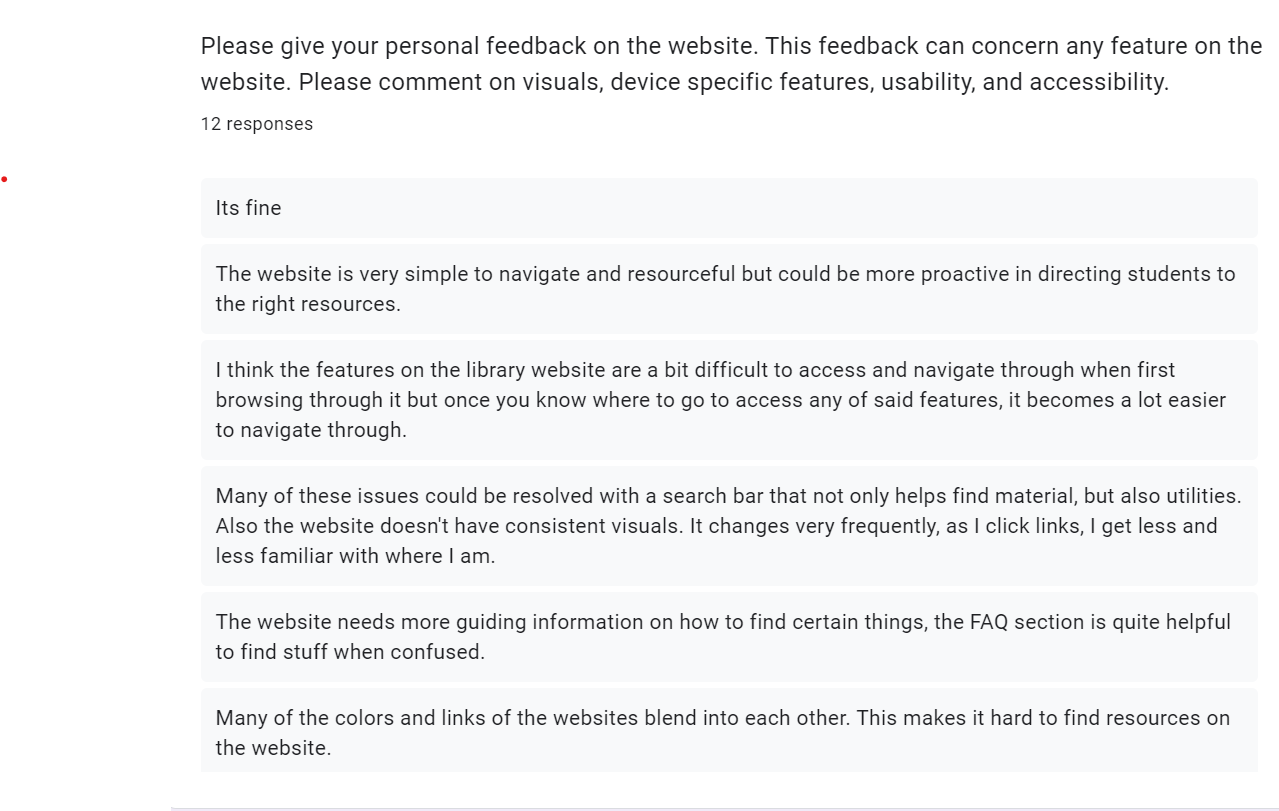 Please give your personal feedback on the website. This feedback can concern any feature on the
website. Please comment on visuals, device specific features, usability, and accessibility.
12 responses
Its fine
The website is very simple to navigate and resourceful but could be more proactive in directing students to
the right resources.
I think the features on the library website are a bit difficult to access and navigate through when first
browsing through it but once you know where to go to access any of said features, it becomes a lot easier
to navigate through.
Many of these issues could be resolved with a search bar that not only helps find material, but also utilities.
Also the website doesn't have consistent visuals. It changes very frequently, as I click links, I get less and
less familiar with where I am.
The website needs more guiding information on how to find certain things, the FAQ section is quite helpful
to find stuff when confused.
Many of the colors and links of the websites blend into each other. This makes it hard to find resources on
the website.